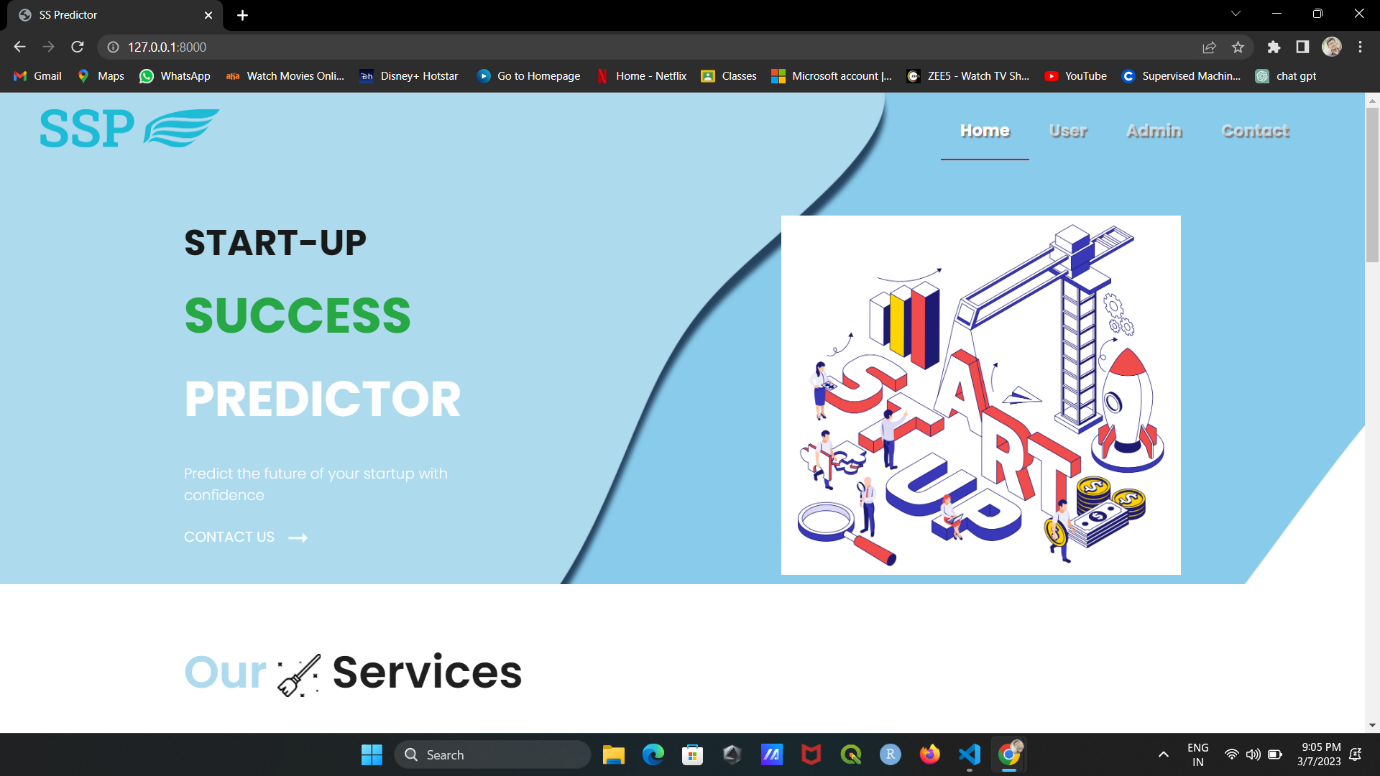 SS Predictor
127.0.0.1:8000
Gmail
Maps
WhatsApp
Watch Movies Onli...
Disney+ Hotstar
Go to Homepage
Home - Netflix
Classes
Microsoft account |...
ZEE5 - Watch TV Sh...
YouTube
Supervised Machin...
chat gpt
SSP
Home
User
Admin
Contact
START-UP
SUCCESS
PREDICTOR
Predict the future of your startup with
confidence
CONTACT US
START
UP
Our Services
Search
ENG
IN
9:05 PM
3/7/2023